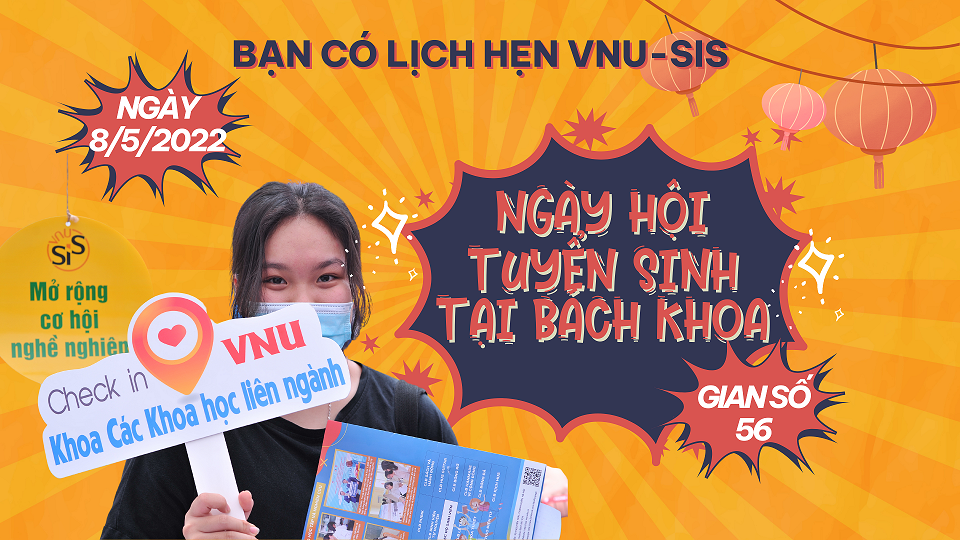 BẠN CÓ LỊCH HẸN VNU-SIS
NGÀY
8/5/2022
NGÀY HỘI
TUYỂN SINH
TẠI BÁCH KHOA
GIAN SỐ
56
vnu
SiS
Mở rộng
cơ hội
nghề nghiệp
Check in
VNU
Khoa Các Khoa học liên ngành